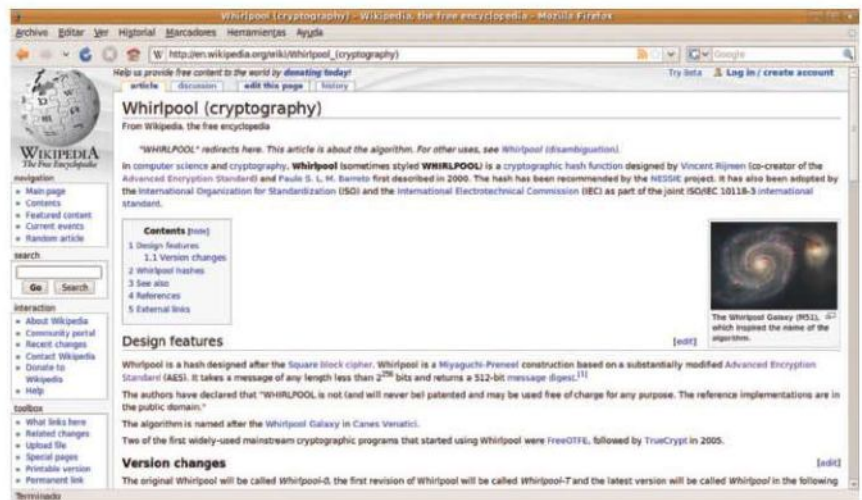 Whirlpool (cryptography) - Wikipedia, the free encyclopedia - Mozilla Firefox
Archivo Editar Ver Historial Marcadores Herramientas Ayuda
W http://en.wikipedia.org/wiki/Whirlpool_(cryptography)
Google
Help us provide free content to the world by donating today!
Try Beta Log in / create account
article discussion edit this page history
Whirlpool (cryptography)
From Wikipedia, the free encyclopedia
"WHIRLPOOL" redirects here. This article is about the algorithm. For other uses, see Whirlpool (disambiguation).
In computer science and cryptography, Whirlpool (sometimes styled WHIRLPOOL) is a cryptographic hash function designed by Vincent Rijmen (co-creator of the
Advanced Encryption Standard) and Paulo S. L. M. Barreto first described in 2000. The hash has been recommended by the NESSIE project. It has also been adopted by
the International Organization for Standardization (ISO) and the International Electrotechnical Commission (IEC) as part of the joint ISO/IEC 10118-3 international
standard.
WIKIPEDIA
The Free Encyclopedia
navigation
Main page
Contents
Featured content
Current events
Random article
search
Go Search
interaction
About Wikipedia
Community portal
Recent changes
Contact Wikipedia
Donate to
Wikipedia
Help
toolbox
What links here
Related changes
Upload file
Special pages
Printable version
Permanent link
Contents [hide]
1 Design features
1.1 Version changes
2 Whirlpool hashes
3 See also
4 References
5 External links
The Whirlpool Galaxy (M51),
which inspired the name of the
algorithm.
Design features
[edit]
Whirlpool is a hash designed after the Square block cipher. Whirlpool is a Miyaguchi-Preneel construction based on a substantially modified Advanced Encryption
Standard (AES). It takes a message of any length less than 2^256 bits and returns a 512-bit message digest.[1]
The authors have declared that "WHIRLPOOL is not (and will never be) patented and may be used free of charge for any purpose. The reference implementations are in
the public domain."
The algorithm is named after the Whirlpool Galaxy in Canes Venatici.
Two of the first widely-used mainstream cryptographic programs that started using Whirlpool were FreeOTFE, followed by TrueCrypt in 2005.
Version changes
[edit]
The original Whirlpool will be called Whirlpool-0, the first revision of Whirlpool will be called Whirlpool-T and the latest version will be called Whirlpool in the following
Terminado